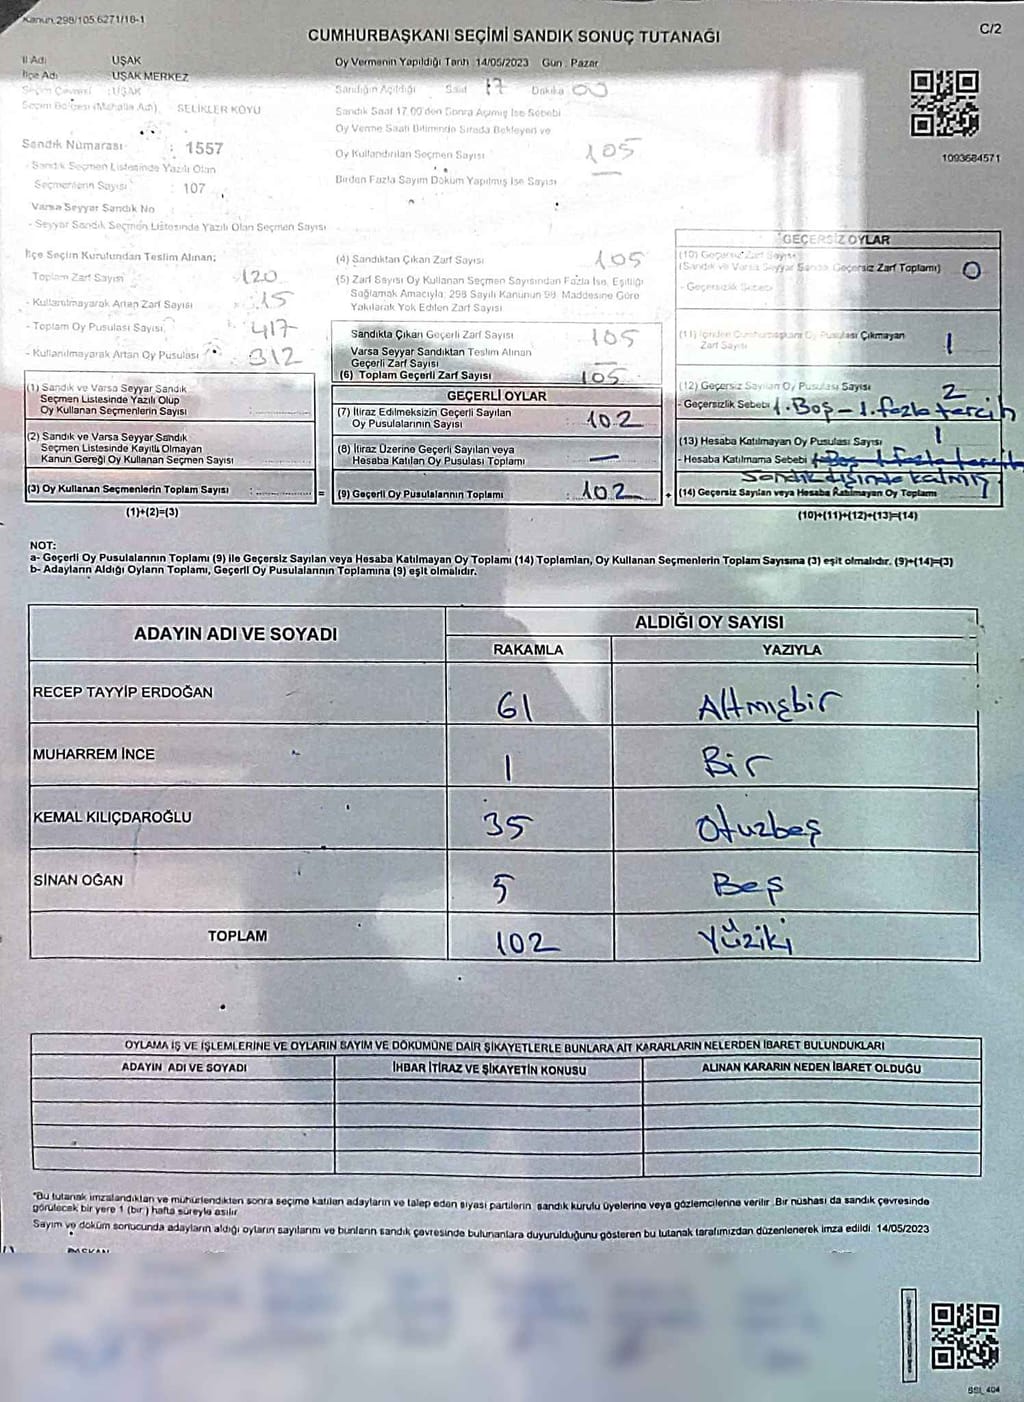 Kanun 298/105.6271/18-1
C/2
CUMHURBAŞKANI SEÇİMİ SANDIK SONUÇ TUTANAĞI
İl Adı UŞAK
İlçe Adı UŞAK MERKEZ
Seçim Çevresi : UŞAK
Seçim Bölgesi (Mahalle Adı) SELİKLER KÖYÜ
Sandık Numarası : 1557
- Sandık Seçmen Listesinde Yazılı Olan
Seçmenlerin Sayısı : 107
Varsa Seyyar Sandık No
- Seyyar Sandık Seçmen Listesinde Yazılı Olan Seçmen Sayısı
Oy Vermenin Yapıldığı Tarih 14/05/2023 Gün : Pazar
Sandığın Açıldığı Saat 17 Dakika 00
Sandık Saat 17.00'den Sonra Açılmış İse Sebebi
Oy Verme Saati Bitiminde Sırada Bekleyen ve
Oy Kullandırılan Seçmen Sayısı 105
Birden Fazla Sayım Döküm Yapılmış İse Sayısı
1093684571
İlçe Seçim Kurulundan Teslim Alınan;
Toplam Zarf Sayısı : 120
- Kullanılmayarak Artan Zarf Sayısı : 15
- Toplam Oy Pusulası Sayısı : 417
- Kullanılmayarak Artan Oy Pusulası : 312
(1) Sandık ve Varsa Seyyar Sandık
Seçmen Listesinde Yazılı Olup
Oy Kullanan Seçmenlerin Sayısı :
(2) Sandık ve Varsa Seyyar Sandık
Seçmen Listesinde Kayıtlı Olmayan
Kanun Gereği Oy Kullanan Seçmen Sayısı :
(3) Oy Kullanan Seçmenlerin Toplam Sayısı : =
(1)+(2)=(3)
(4) Sandıktan Çıkan Zarf Sayısı 105
(5) Zarf Sayısı Oy Kullanan Seçmen Sayısından Fazla İse, Eşitliği
Sağlamak Amacıyla; 298 Sayılı Kanunun 98. Maddesine Göre
Yakılarak Yok Edilen Zarf Sayısı
Sandıkta Çıkan Geçerli Zarf Sayısı 105
Varsa Seyyar Sandıktan Teslim Alınan
Geçerli Zarf Sayısı —
(6) Toplam Geçerli Zarf Sayısı 105
GEÇERLİ OYLAR
(7) İtiraz Edilmeksizin Geçerli Sayılan
Oy Pusulalarının Sayısı : 102
(8) İtiraz Üzerine Geçerli Sayılan veya
Hesaba Katılan Oy Pusulası Toplamı : —
(9) Geçerli Oy Pusulalarının Toplamı : 102 +
GEÇERSİZ OYLAR
(10) Geçersiz Zarf Sayısı
(Sandık ve Varsa Seyyar Sandık Geçersiz Zarf Toplamı) 0
- Geçersizlik Sebebi
(11) İçinden Cumhurbaşkanı Oy Pusulası Çıkmayan
Zarf Sayısı 1
(12) Geçersiz Sayılan Oy Pusulası Sayısı 2
- Geçersizlik Sebebi 1. Boş - 1. fazla tercih
(13) Hesaba Katılmayan Oy Pusulası Sayısı 1
- Hesaba Katılmama Sebebi 1 Boş 1 fazla tercih
Sandık dışında kalmış
(14) Geçersiz Sayılan veya Hesaba Katılmayan Oy Toplamı
(10)+(11)+(12)+(13)=(14)
NOT:
a- Geçerli Oy Pusulalarının Toplamı (9) ile Geçersiz Sayılan veya Hesaba Katılmayan Oy Toplam (14) Toplamları, Oy Kullanan Seçmenlerin Toplam Sayısına (3) eşit olmalıdır. (9)+(14)=(3)
b- Adayların Aldığı Oyların Toplamı, Geçerli Oy Pusulalarının Toplamına (9) eşit olmalıdır.
ADAYIN ADI VE SOYADI
ALDIĞI OY SAYISI
RAKAMLA YAZIYLA
RECEP TAYYİP ERDOĞAN 61 Altmışbir
MUHARREM İNCE 1 Bir
KEMAL KILIÇDAROĞLU 35 Otuzbeş
SİNAN OĞAN 5 Beş
TOPLAM 102 Yüziki
OYLAMA İŞ VE İŞLEMLERİNE VE OYLARIN SAYIM VE DÖKÜMÜNE DAİR ŞİKAYETLERLE BUNLARA AİT KARARLARIN NELERDEN İBARET BULUNDUKLARI
ADAYIN ADI VE SOYADI İHBAR İTİRAZ VE ŞİKAYETİN KONUSU ALINAN KARARIN NEDEN İBARET OLDUĞU
"Bu tutanak imzalandıktan ve mühürlendikten sonra seçime katılan adayların ve talep eden siyasi partilerin sandık kurulu üyelerine veya gözlemcilerine verilir. Bir nüshası da sandık çevresinde
görülecek bir yere 1 (bir) hafta süreyle asılır.
Sayım ve döküm sonucunda adayların aldığı oyların sayılarını ve bunların sandık çevresinde bulunanlara duyurulduğunu gösteren bu tutanak tarafımızdan düzenlenerek imza edildi. 14/05/2023
BAŞKAN
SSL 404